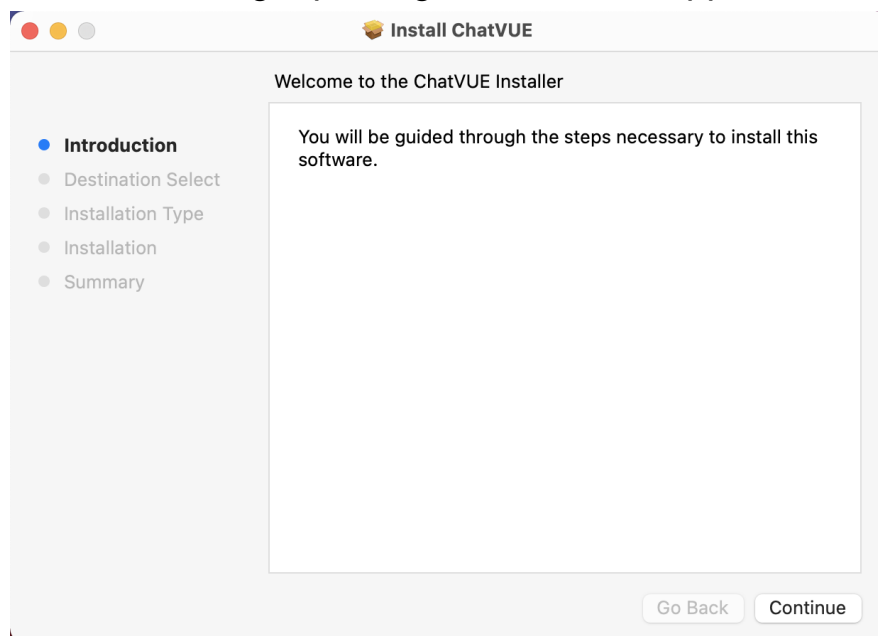 Install ChatVUE
Welcome to the ChatVUE Installer
Introduction
Destination Select
Installation Type
Installation
Summary
You will be guided through the steps necessary to install this
software.
Go Back
Continue